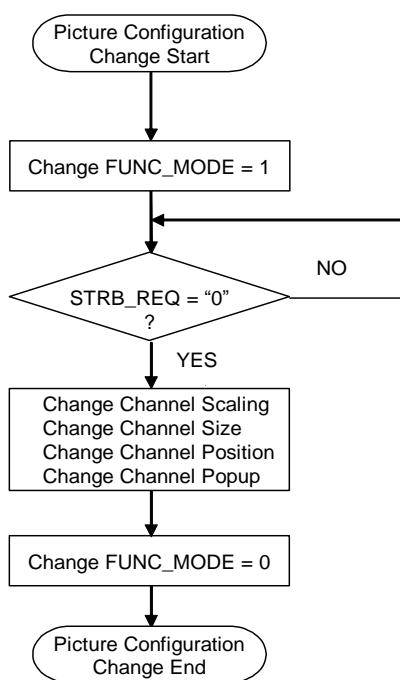 Picture Configuration
Change Start
Change FUNC_MODE = 1
NO
STRB_REQ = “0”
?
YES
Change Channel Scaling
Change Channel Size
Change Channel Position
Change Channel Popup
Change FUNC_MODE = 0
Picture Configuration
Change End